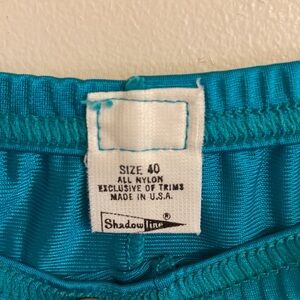 SIZE 40
ALL NYLON
EXCLUSIVE OF TRIMS
MADE IN U.S.A.
Shadowline ®